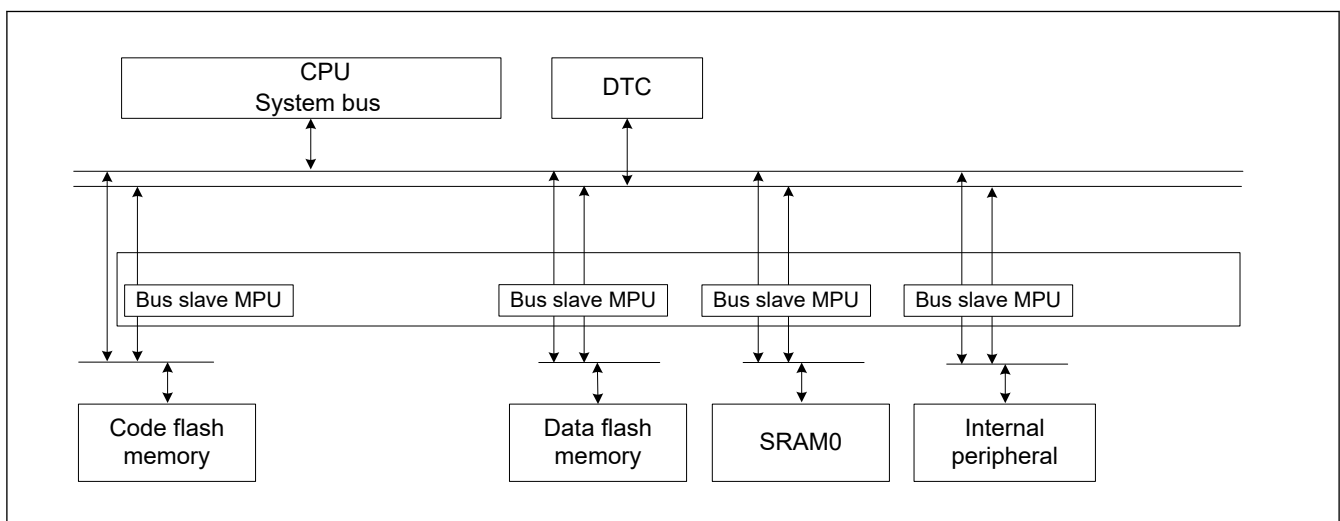 CPU
System bus
DTC
Bus slave MPU
Bus slave MPU
Bus slave MPU
Bus slave MPU
Code flash
memory
Data flash
memory
SRAM0
Internal
peripheral